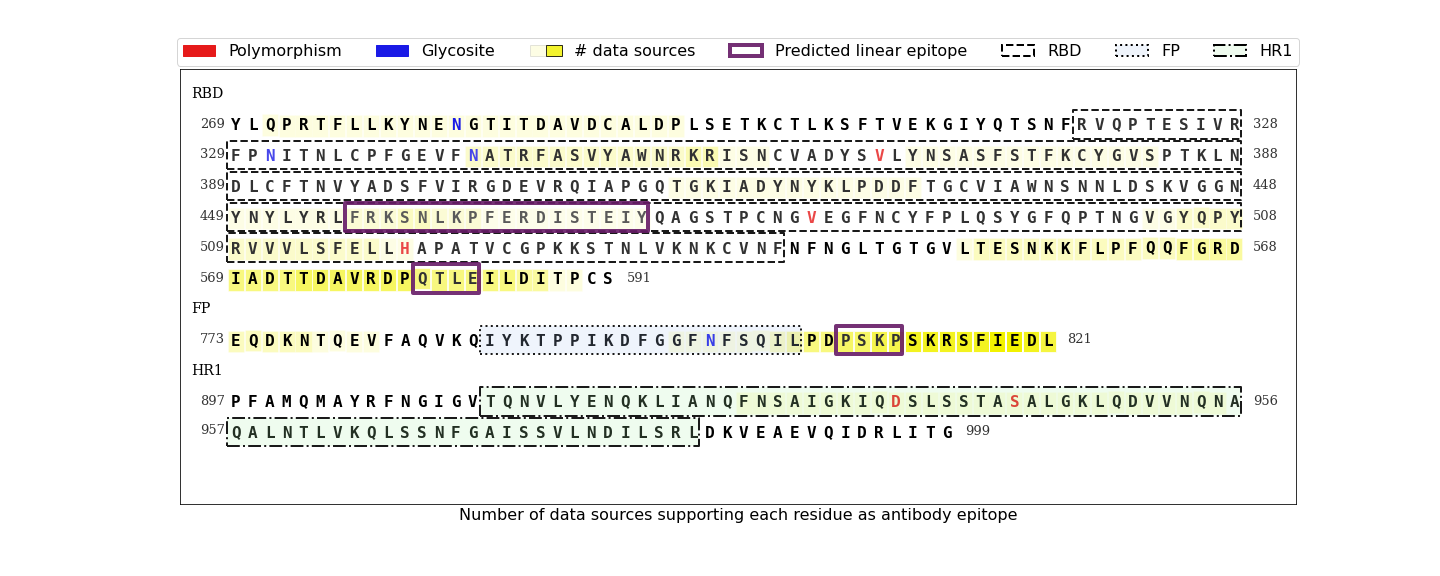 Polymorphism Glycosite # data sources Predicted linear epitope RBD FP HR1
RBD
269 YLQPRTFLLKYNENGTITDAVDCALDPLSETKCTLKSFTVEKGIYQTSNFRVQPTESIVR 328
329 FPNITNLCPFGEVFNATRFASVYAWNRKRISNCVADYSVLYNSASFSTFKCYGVSPTKLN 388
389 DLCFTNVYADSFVIRGDEVRQIAPGQTGKIADYNYKLPDDFTGCVIAWNSNNLDSKVGGN 448
449 YNYLYRLFRKSNLKPFERDISTEIYQAGSTPCNGVEGFNCYFPLQSYGFQPTNGVGYQPY 508
509 RVVVLSFELLHAPATVCGPKKSTNLVKNKCVNFNFNGLTGTGVLTESNKKFLPFQQFGRD 568
569 IADTTDAVRDPQTLEILDITPCS 591
FP
773 EQDKNTQEVFAQVKQIYKTPPIKDFGGFNFSQILPDPSKPSKRSFIEDL 821
HR1
897 PFAMQMAYRFNGIGVTQNVLYENQKLIANQFNSAIGKIQDSLSSTASALGKLQDVVNQNA 956
957 QALNTLVKQLSSNFGAISSVLNDILSRLDKVEAEVQIDRLITG 999
Number of data sources supporting each residue as antibody epitope